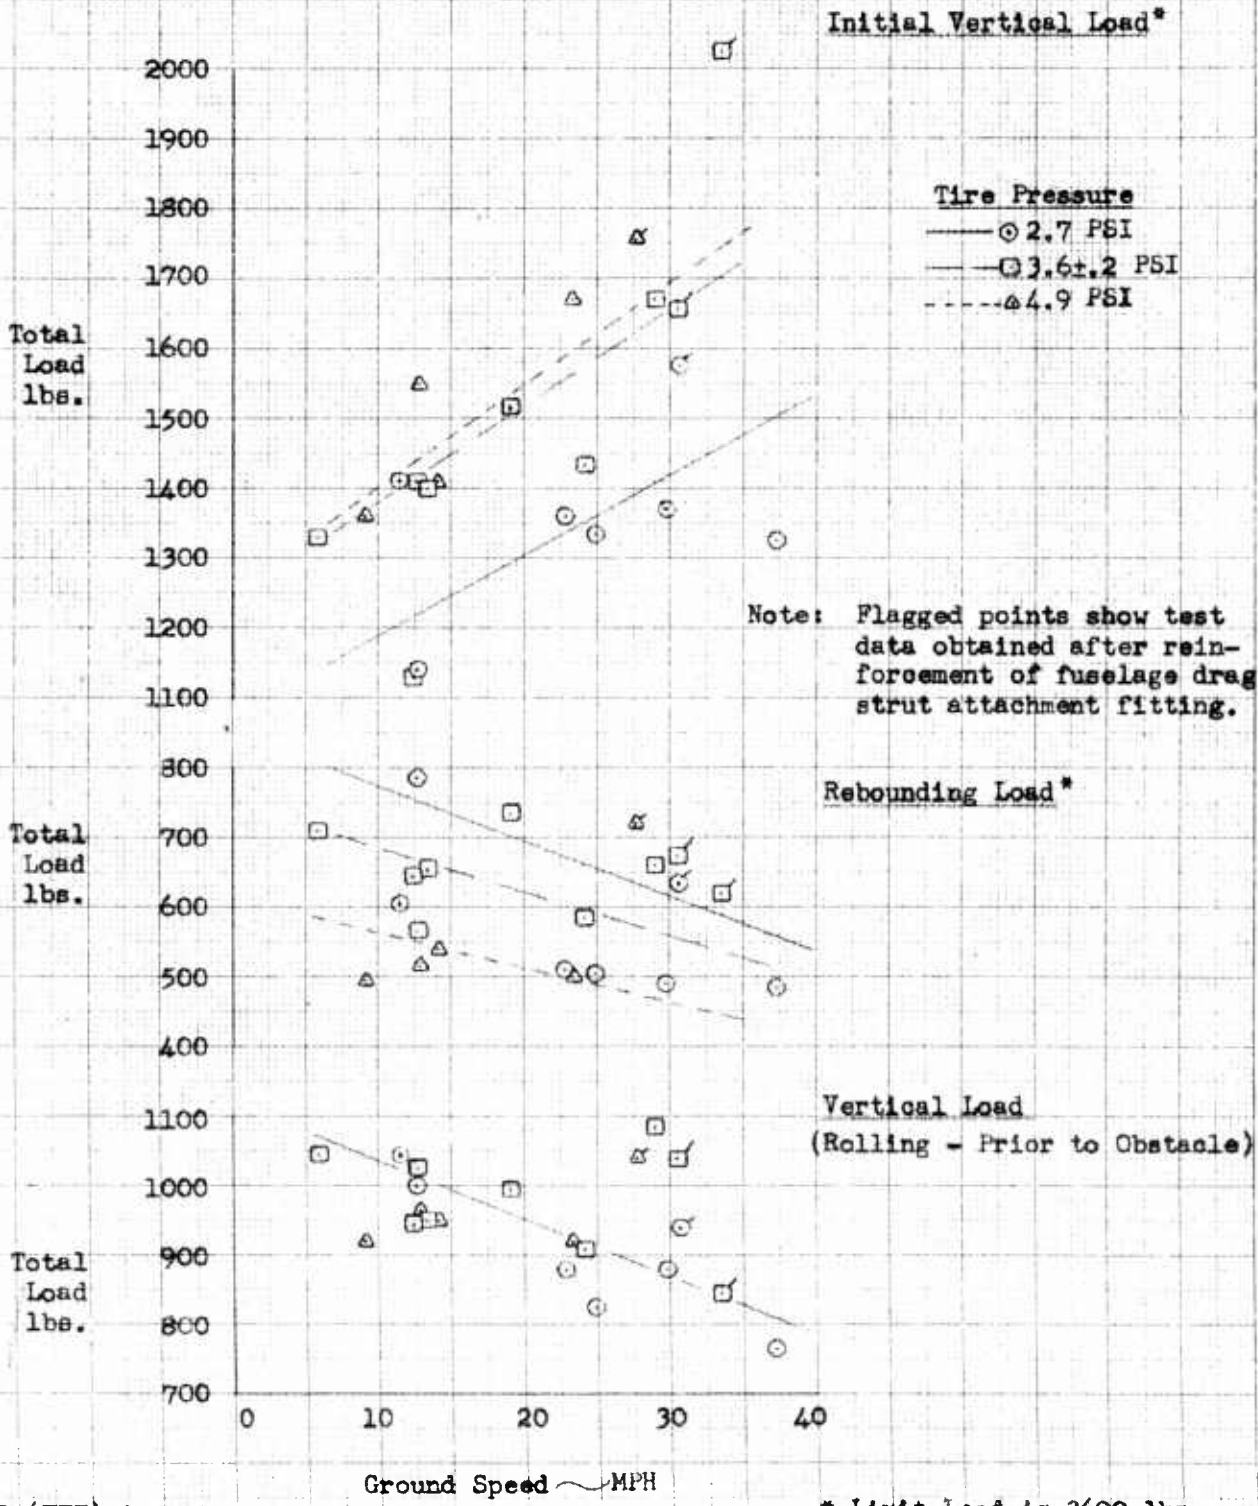 Initial Vertical Load*
2000
1900
1800
1700
1600
1500
1400
1300
1200
1100
Total
Load
lbs.
Tire Pressure
2.7 PSI
3.6±.2 PSI
4.9 PSI
Note: Flagged points show test
data obtained after rein-
forcement of fuselage drag
strut attachment fitting.
800
700
600
500
400
Total
Load
lbs.
Rebounding Load*
1100
1000
900
800
700
Total
Load
lbs.
Vertical Load
(Rolling - Prior to Obstacle)
0 10 20 30 40
Ground Speed ~ MPH